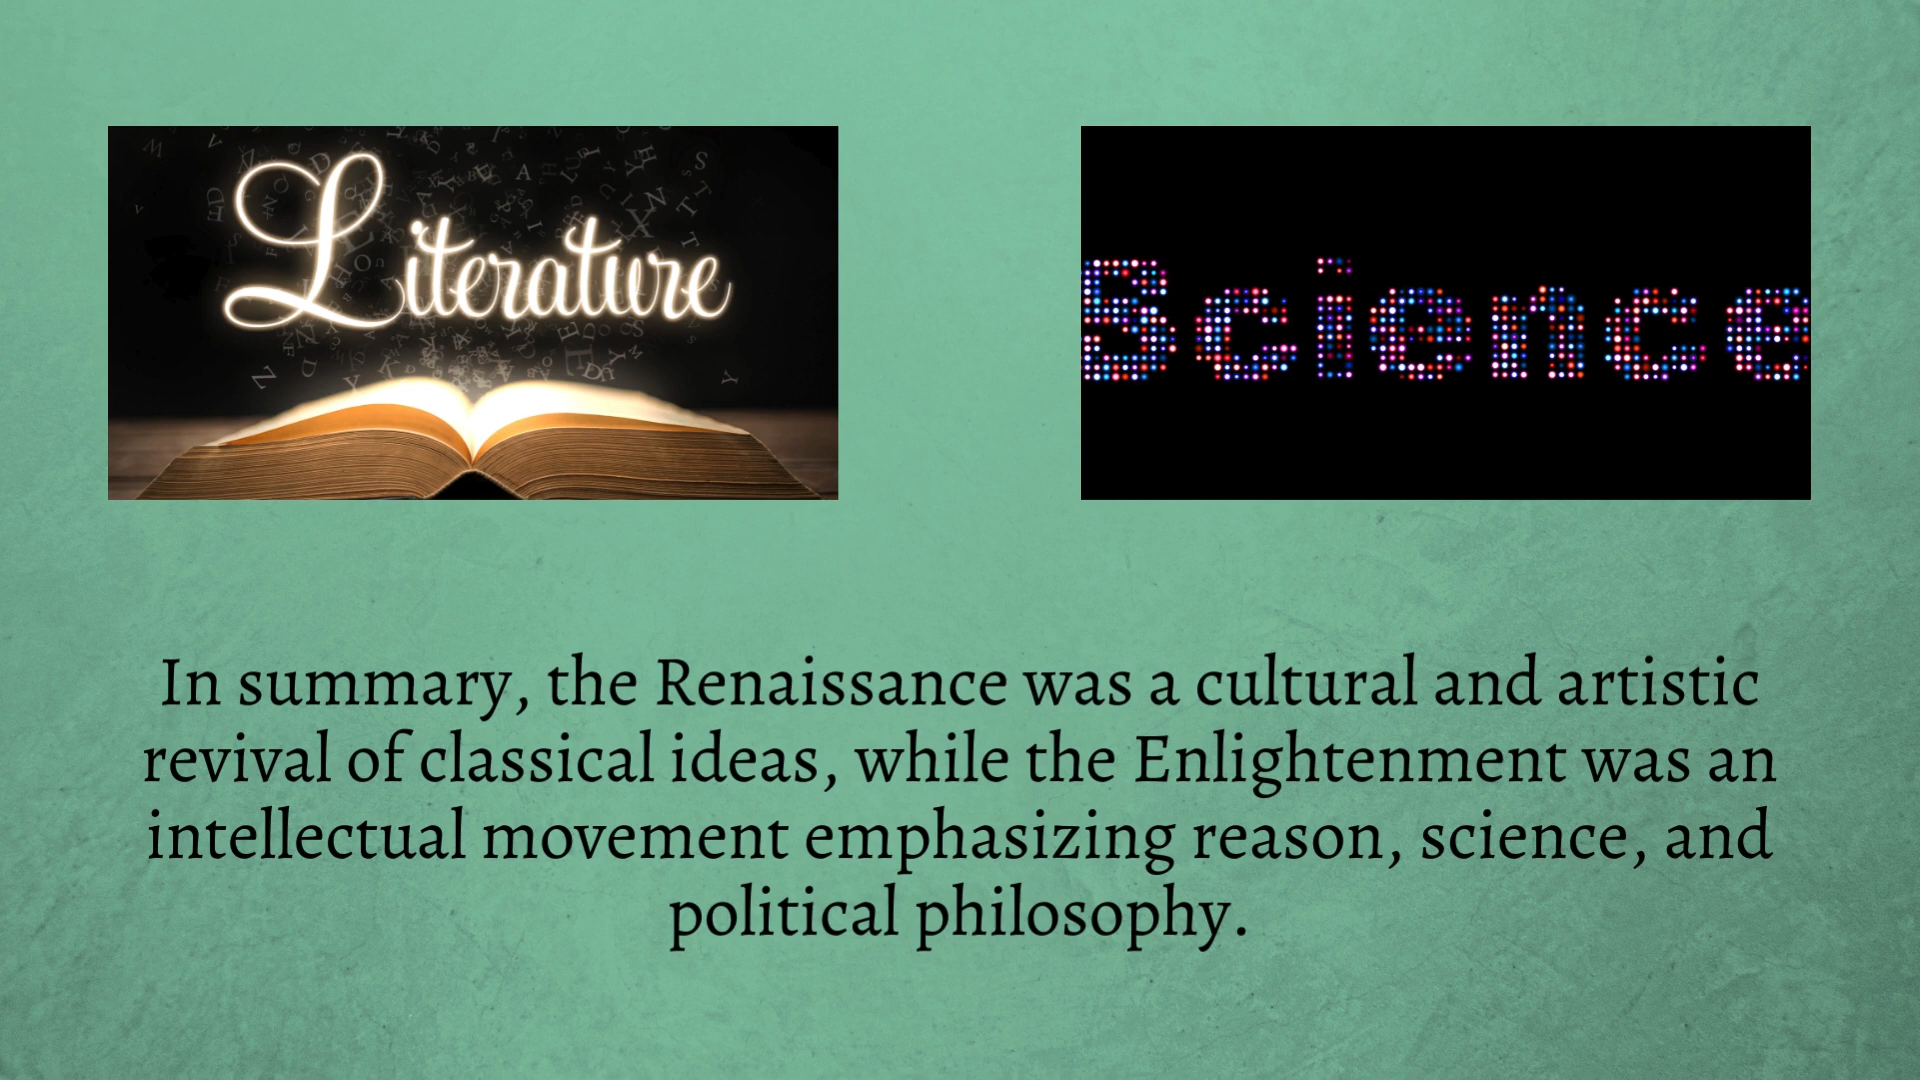 Literature
Science
In summary, the Renaissance was a cultural and artistic
revival of classical ideas, while the Enlightenment was an
intellectual movement emphasizing reason, science, and
political philosophy.